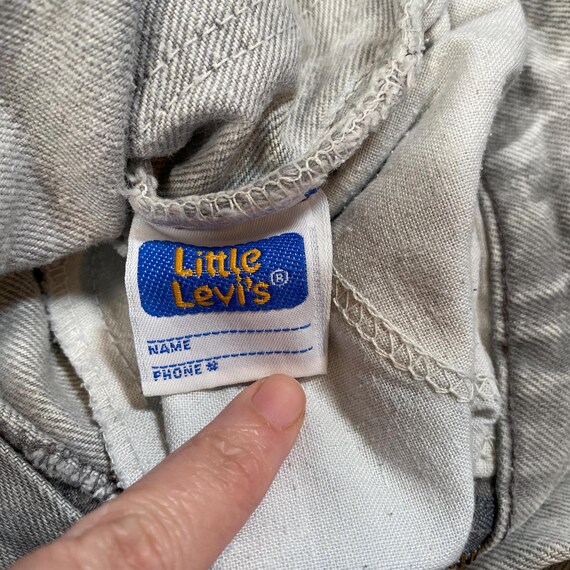 Little
Levi's ®
NAME
PHONE #